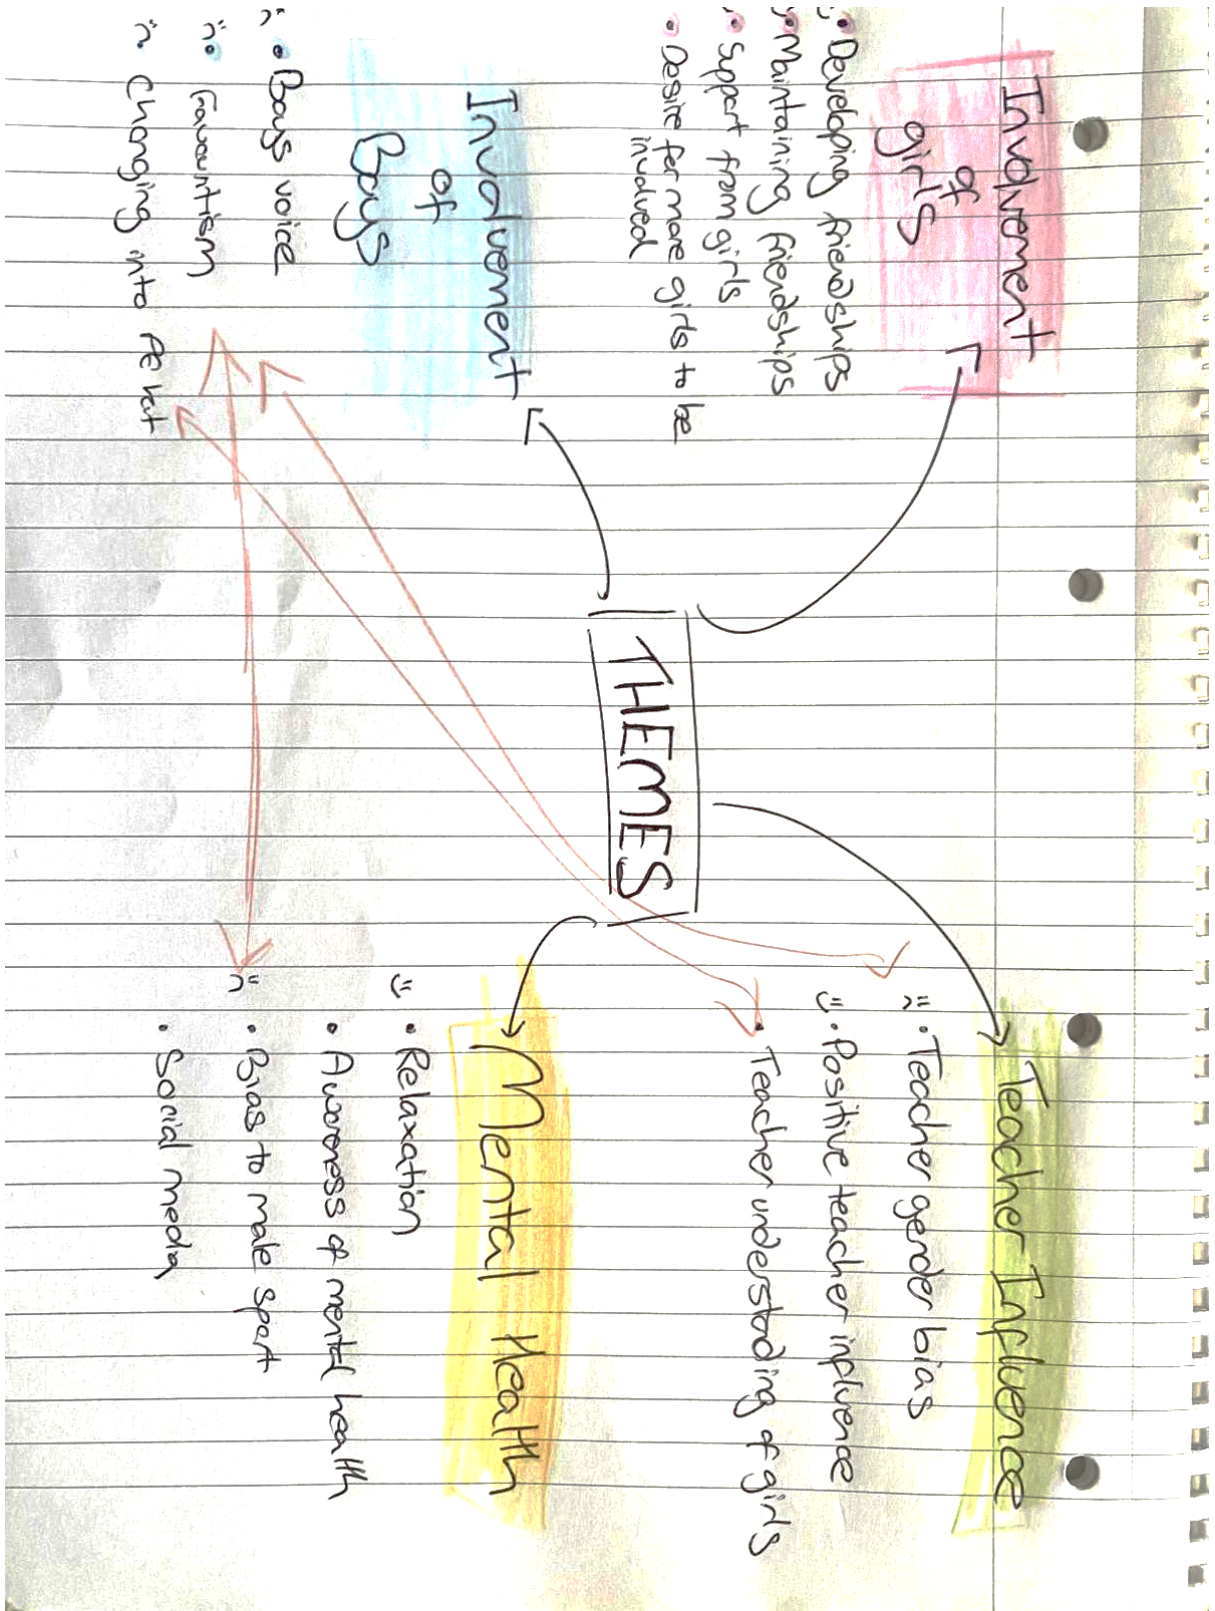 Involvement
of
girls
• Developing friendships
• Maintaining friendships
• Support from girls
• Desire for more girls to be
involved
Involvement
of
Boys
• Boys voice
• Favouritism
• Changing into PE kit
THEMES
Teacher Influence
• Teacher gender bias
• Positive teacher influence
• Teacher understanding of girls
Mental Health
• Relaxation
• Awareness of mental health
• Bias to male sport
• Social media